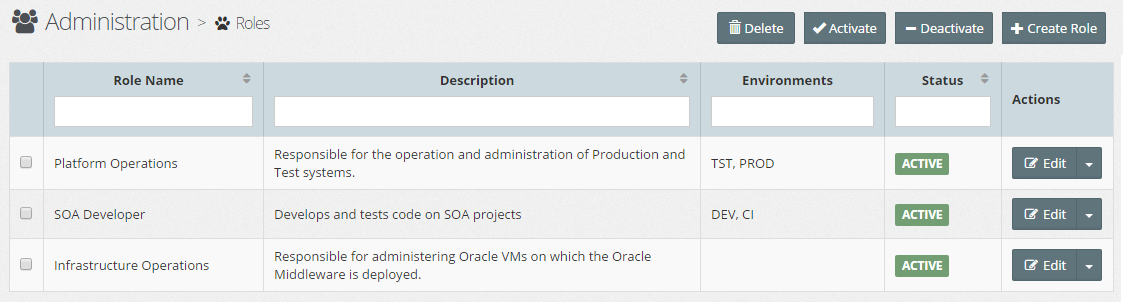 Administration > Roles
Delete
Activate
Deactivate
Create Role
Role Name
Description
Environments
Status
Actions
Platform Operations
Responsible for the operation and administration of Production and
Test systems.
TST, PROD
ACTIVE
Edit
SOA Developer
Develops and tests code on SOA projects
DEV, CI
ACTIVE
Edit
Infrastructure Operations
Responsible for administering Oracle VMs on which the Oracle
Middleware is deployed.
ACTIVE
Edit